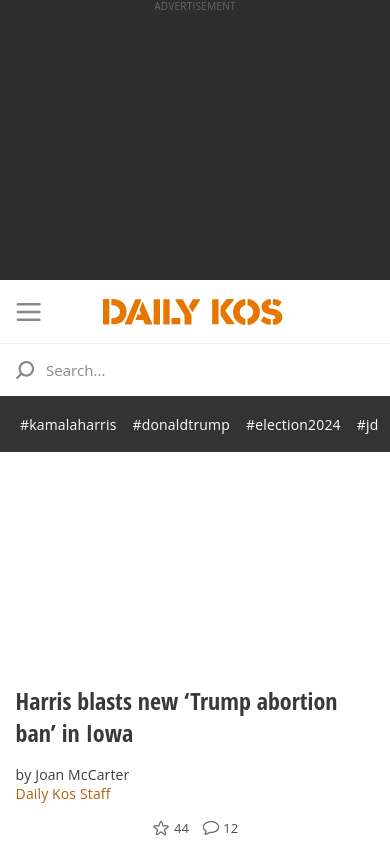 ADVERTISEMENT
DAILY KOS
Search...
#kamalaharris #donaldtrump #election2024 #jd
Harris blasts new ‘Trump abortion
ban’ in Iowa
by Joan McCarter
Daily Kos Staff
44 12